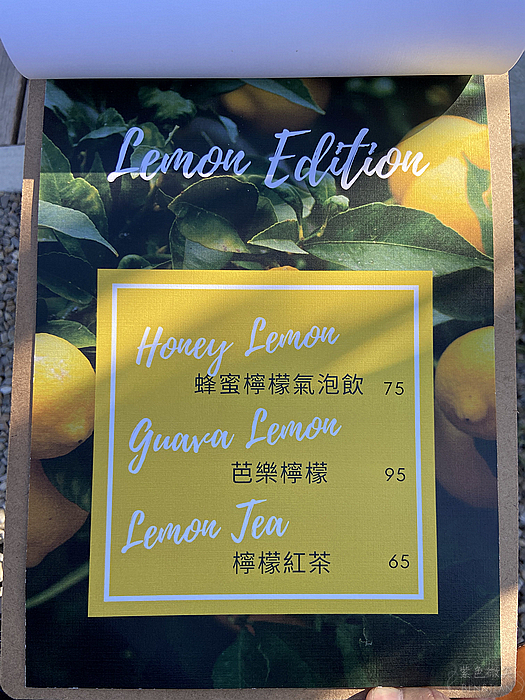 Lemon Edition
Honey Lemon
蜂蜜檸檬氣泡飲 75
Guava Lemon
芭樂檸檬 95
Lemon Tea
檸檬紅茶 65